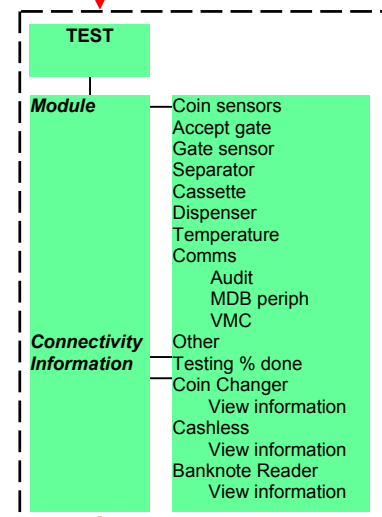 TEST
Module
Coin sensors
Accept gate
Gate sensor
Separator
Cassette
Dispenser
Temperature
Comms
Audit
MDB periph
VMC
Connectivity
Information
Other
Testing % done
Coin Changer
View information
Cashless
View information
Banknote Reader
View information